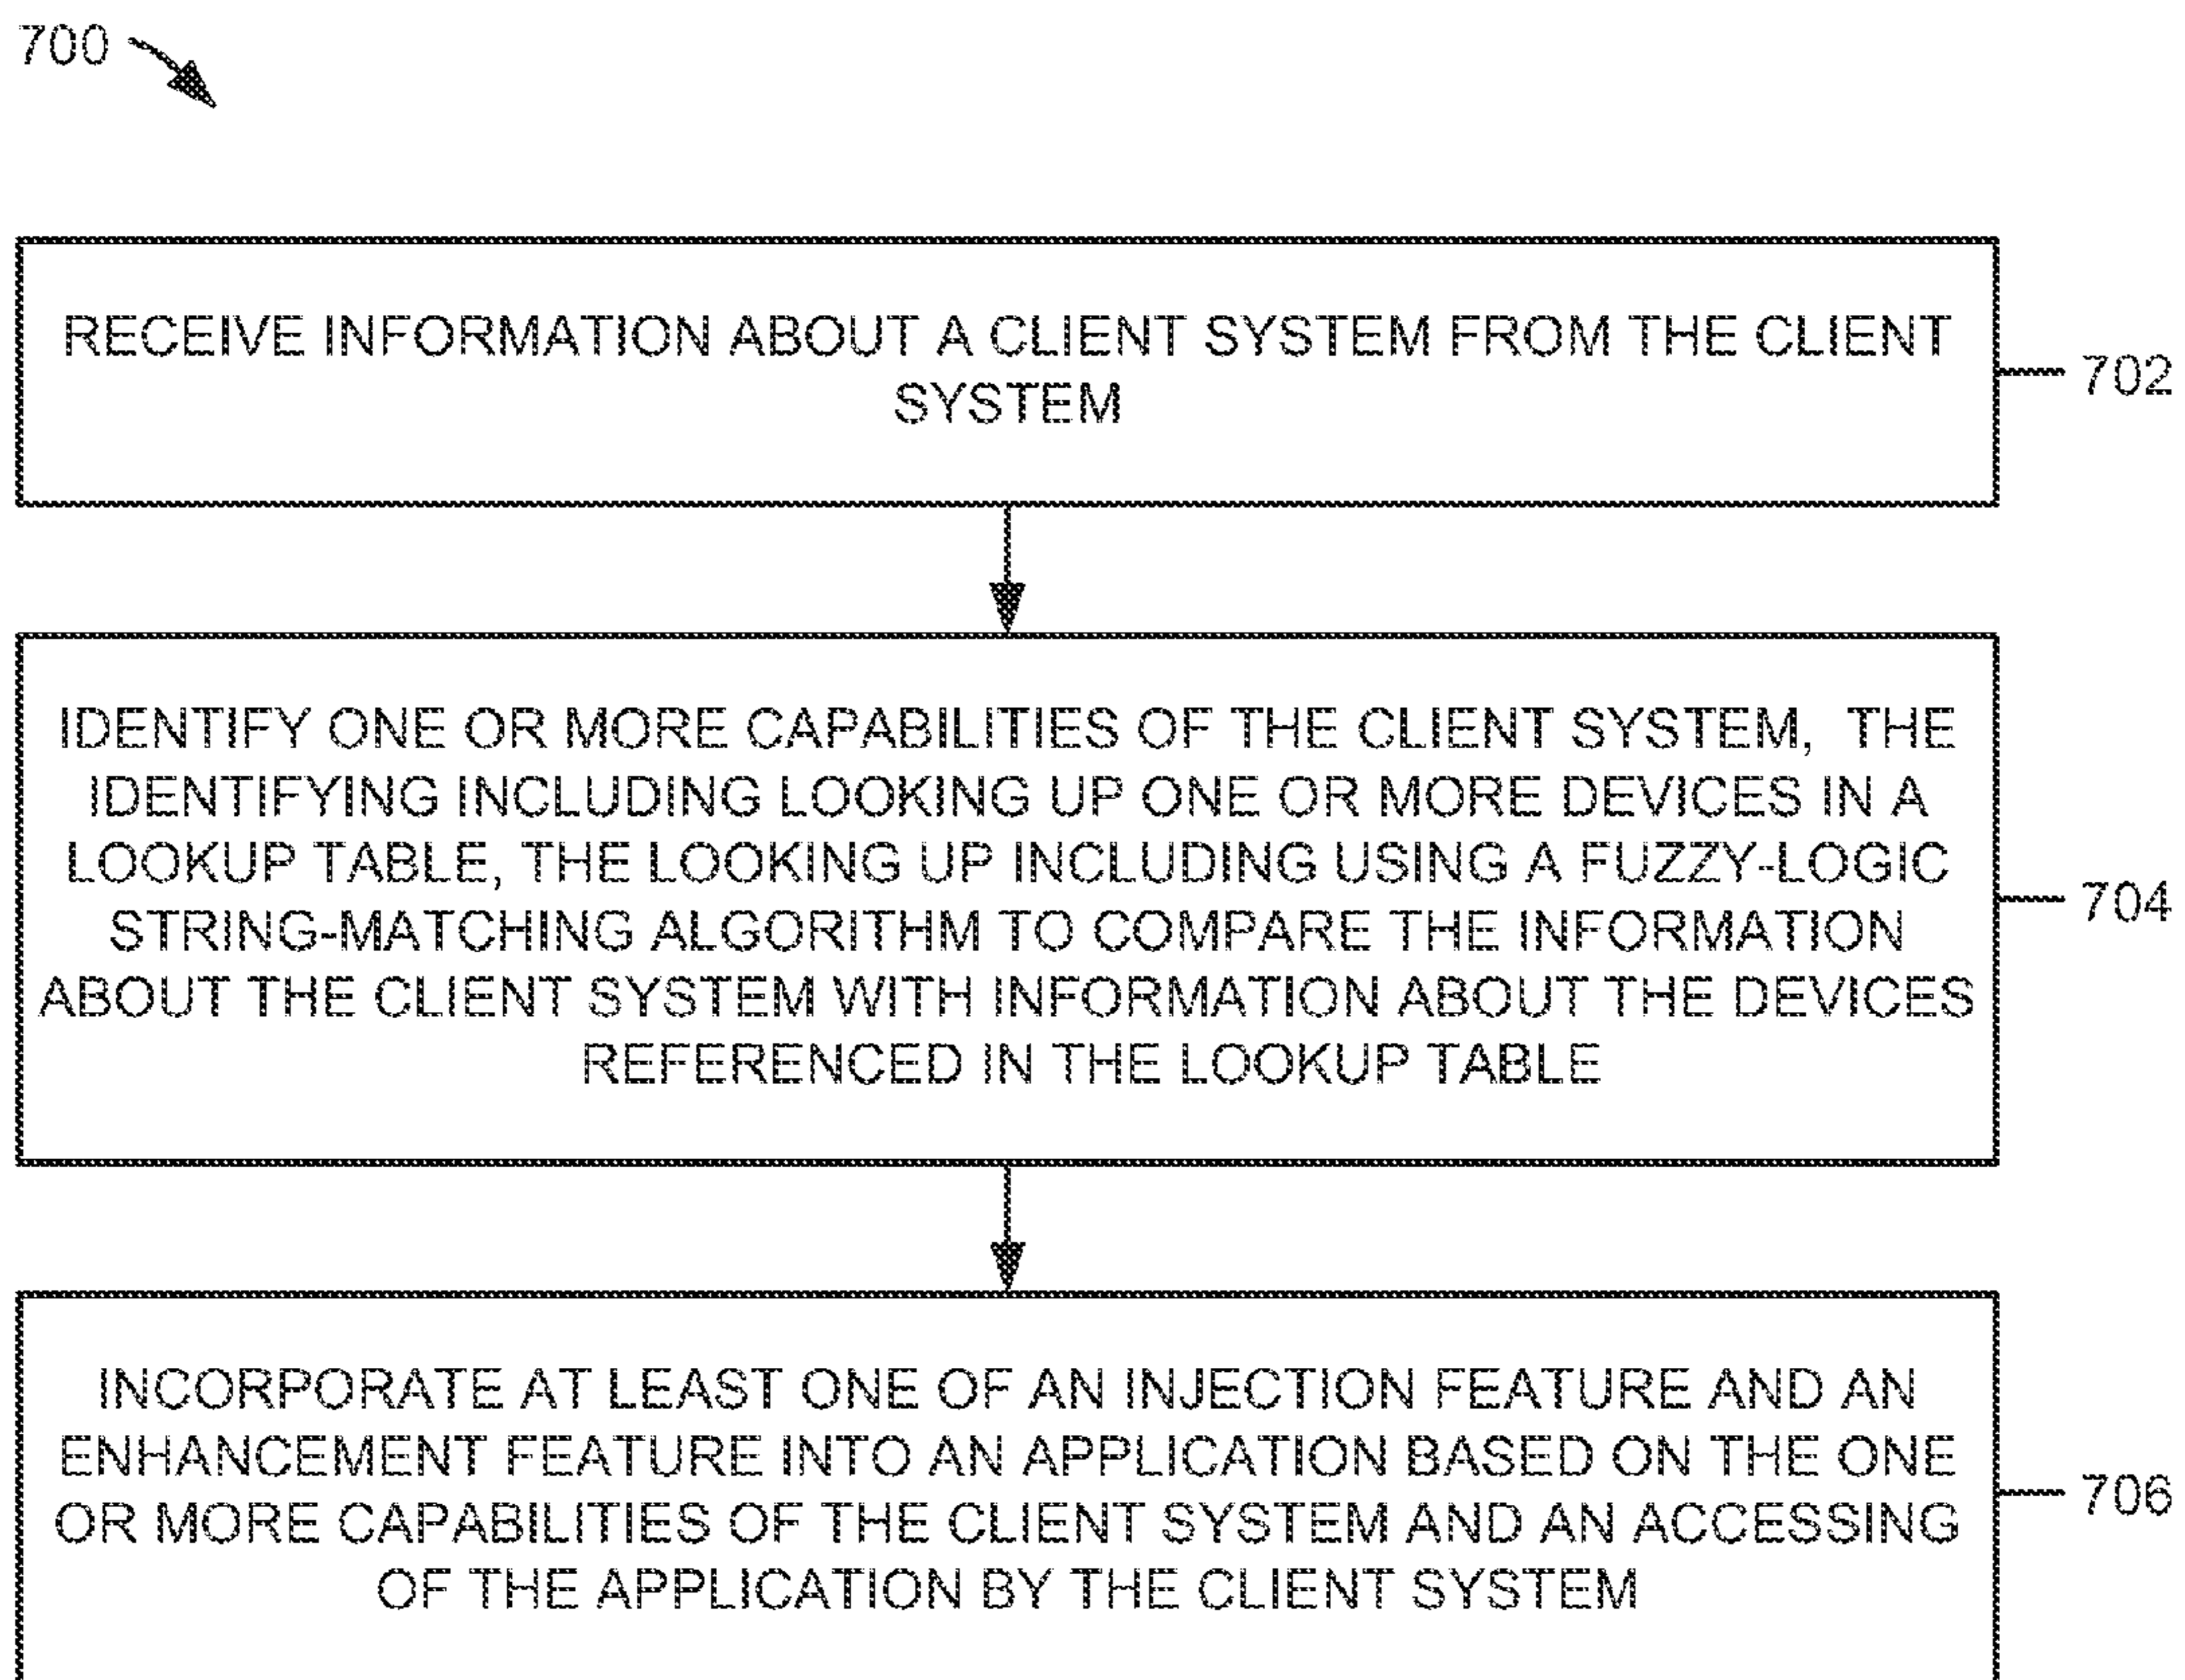 700
RECEIVE INFORMATION ABOUT A CLIENT SYSTEM FROM THE CLIENT
SYSTEM
702
IDENTIFY ONE OR MORE CAPABILITIES OF THE CLIENT SYSTEM, THE
IDENTIFYING INCLUDING LOOKING UP ONE OR MORE DEVICES IN A
LOOKUP TABLE, THE LOOKING UP INCLUDING USING A FUZZY-LOGIC
STRING-MATCHING ALGORITHM TO COMPARE THE INFORMATION
ABOUT THE CLIENT SYSTEM WITH INFORMATION ABOUT THE DEVICES
REFERENCED IN THE LOOKUP TABLE
704
INCORPORATE AT LEAST ONE OF AN INJECTION FEATURE AND AN
ENHANCEMENT FEATURE INTO AN APPLICATION BASED ON THE ONE
OR MORE CAPABILITIES OF THE CLIENT SYSTEM AND AN ACCESSING
OF THE APPLICATION BY THE CLIENT SYSTEM
706